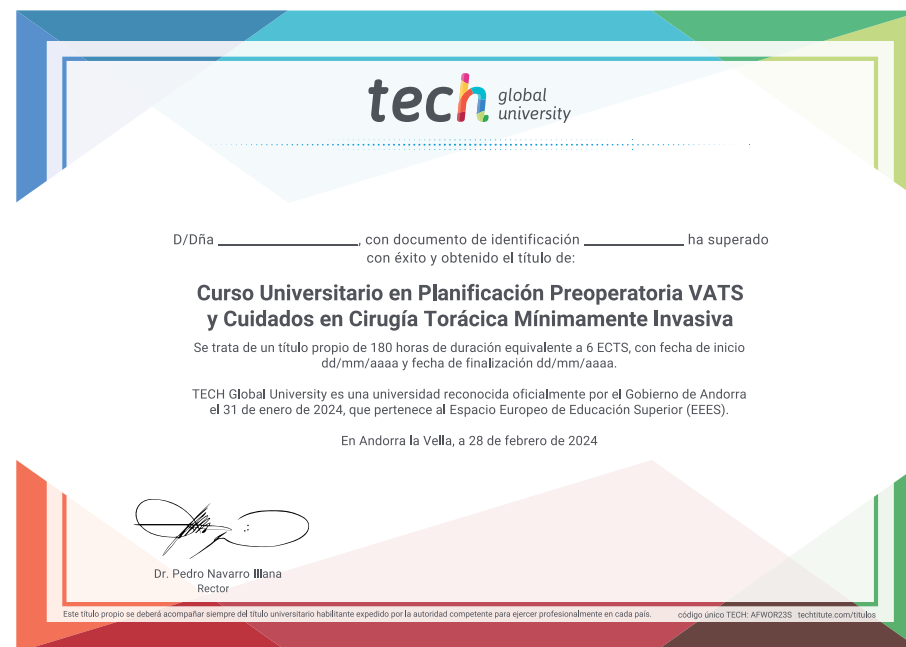 tech global
university
D/Dña ______________, con documento de identificación __________ ha superado
con éxito y obtenido el título de:
Curso Universitario en Planificación Preoperatoria VATS
y Cuidados en Cirugía Torácica Mínimamente Invasiva
Se trata de un título propio de 180 horas de duración equivalente a 6 ECTS, con fecha de inicio
dd/mm/aaaa y fecha de finalización dd/mm/aaaa.
TECH Global University es una universidad reconocida oficialmente por el Gobierno de Andorra
el 31 de enero de 2024, que pertenece al Espacio Europeo de Educación Superior (EEES).
En Andorra la Vella, a 28 de febrero de 2024
Dr. Pedro Navarro Illana
Rector
Este título propio se deberá acompañar siempre del título universitario habilitante expedido por la autoridad competente para ejercer profesionalmente en cada país. código único TECH: AFWOR23S techtitute.com/titulos